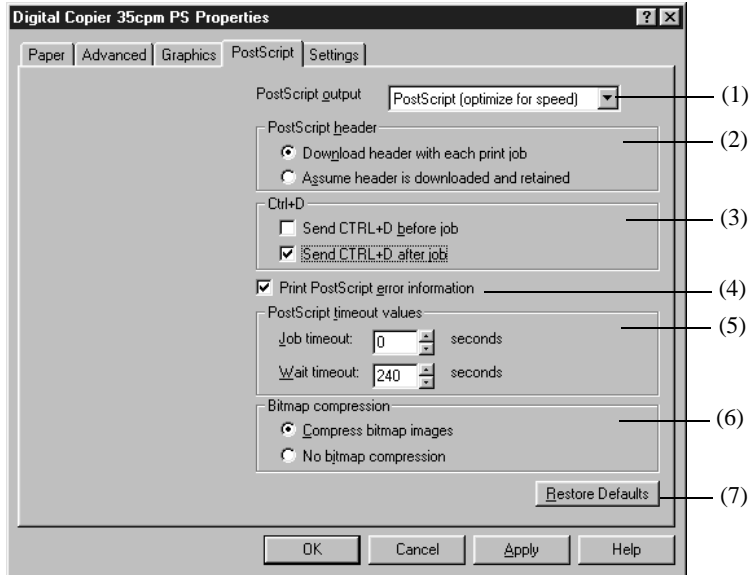 Digital Copier 35cpm PS Properties
Paper Advanced Graphics PostScript Settings
PostScript output PostScript (optimize for speed) (1)
PostScript header (2)
Download header with each print job
Assume header is downloaded and retained
Ctrl+D (3)
Send CTRL+D before job
Send CTRL+D after job
Print PostScript error information (4)
PostScript timeout values (5)
Job timeout: 0 seconds
Wait timeout: 240 seconds
Bitmap compression (6)
Compress bitmap images
No bitmap compression
Restore Defaults (7)
OK Cancel Apply Help